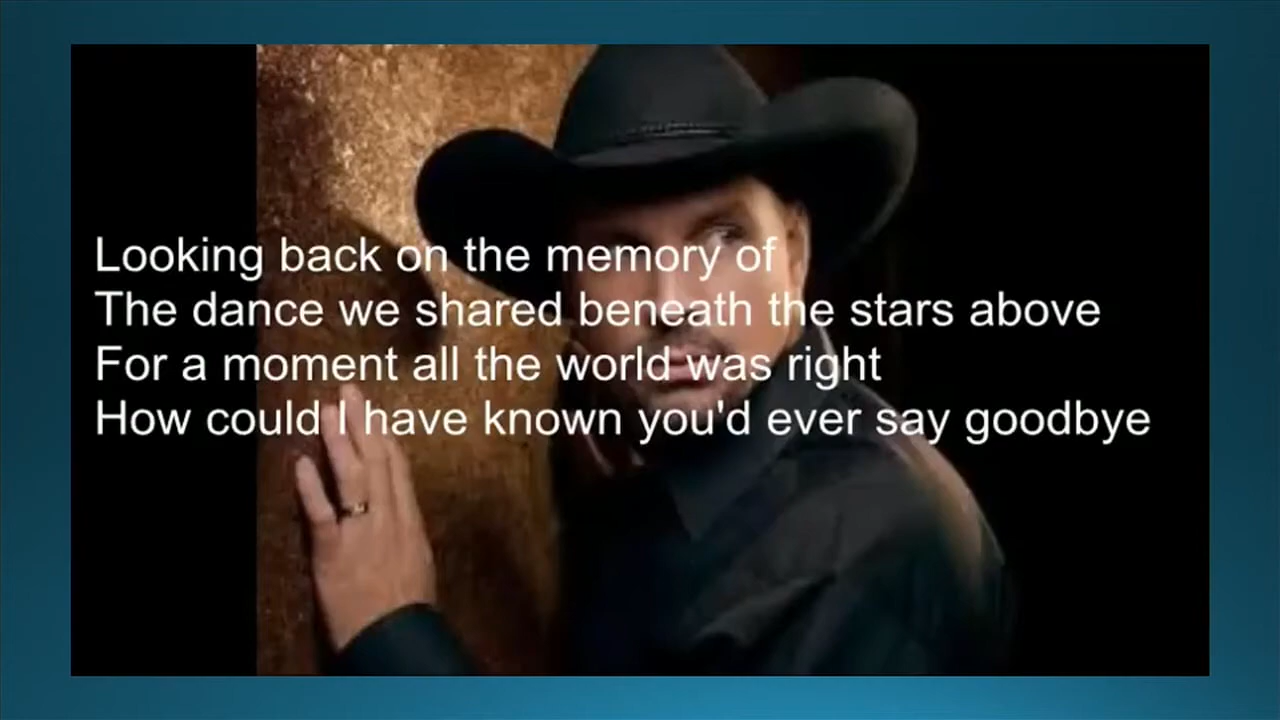 Looking back on the memory of
The dance we shared beneath the stars above
For a moment all the world was right
How could I have known you'd ever say goodbye